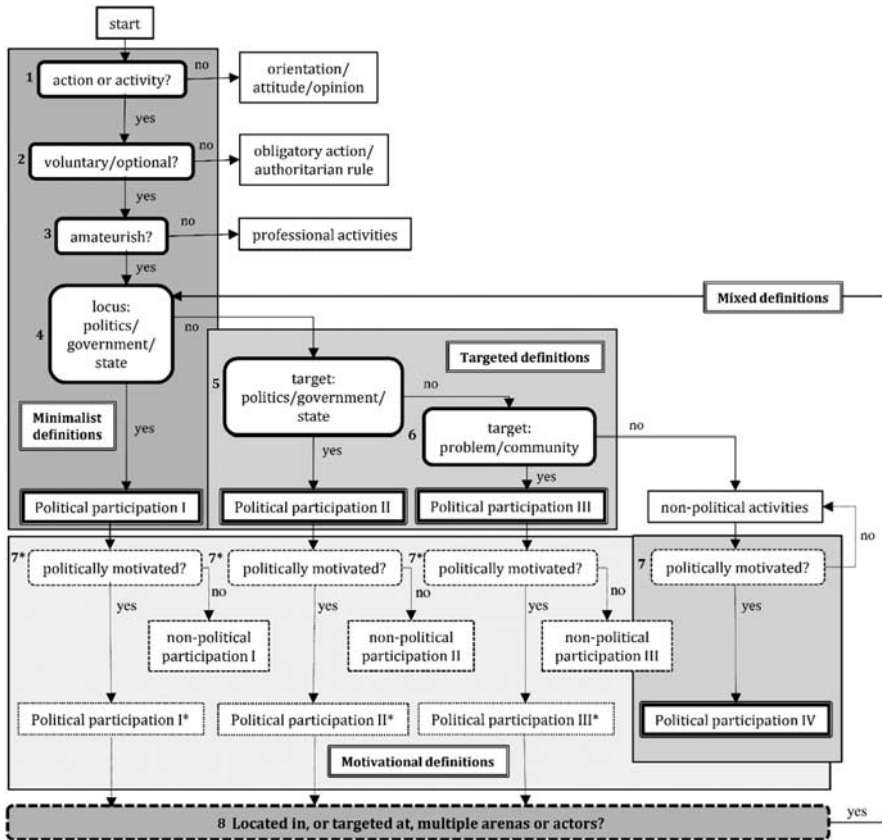 start
1
action or activity?
no
orientation/
attitude/opinion
yes
2
voluntary/optional?
no
obligatory action/
authoritarian rule
yes
3
amateurish?
no
professional activities
yes
4
locus:
politics/
government/
state
no
Mixed definitions
Targeted definitions
5
target:
politics/government/
state
no
Minimalist
definitions
yes
6
target:
problem/community
no
yes
yes
Political participation I
Political participation II
Political participation III
non-political activities
7*
politically motivated?
no
yes
7*
politically motivated?
no
yes
7*
politically motivated?
no
yes
7
politically motivated?
no
yes
non-political
participation I
non-political
participation II
non-political
participation III
Political participation I*
Political participation II*
Political participation III*
Political participation IV
Motivational definitions
8 Located in, or targeted at, multiple arenas or actors?
yes